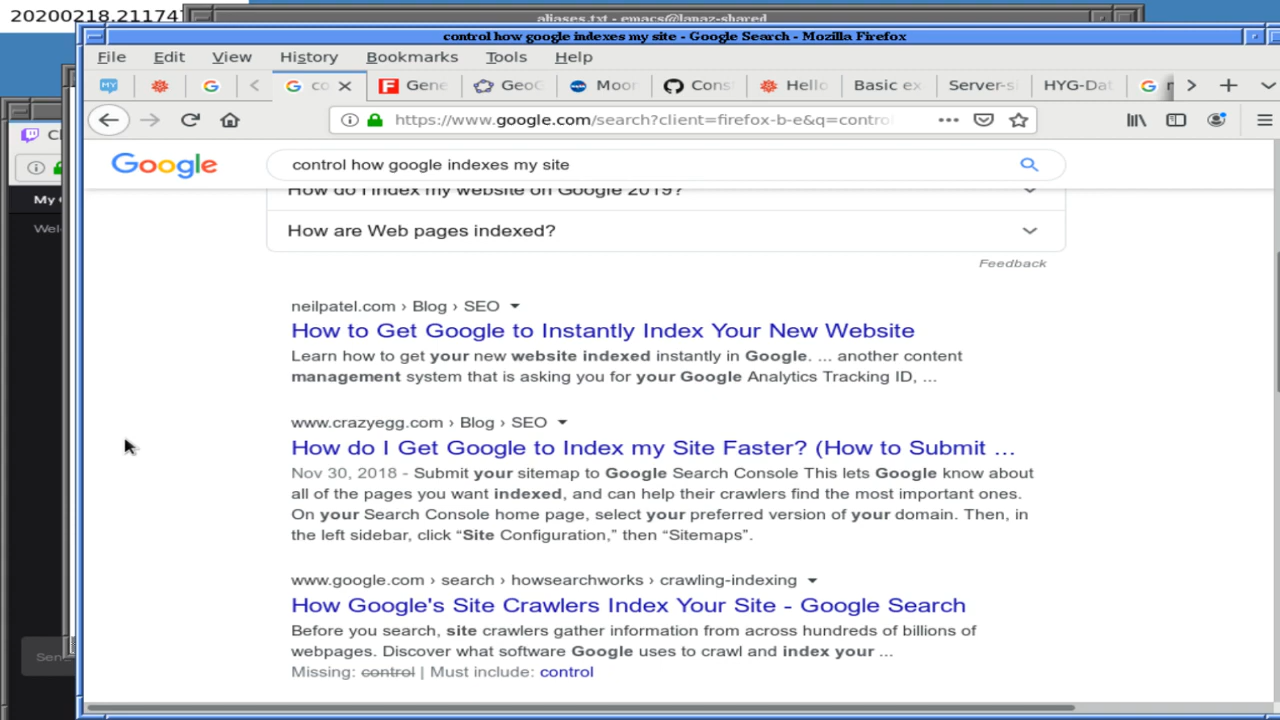 20200218.21174
aliases.txt - emacs@lapaz-shared
control how google indexes my site - Google Search - Mozilla Firefox
File Edit View History Bookmarks Tools Help
co Gene GeoC Moor Cons Hello Basic ex Server-s HYG-Dat
https://www.google.com/search?client=firefox-b-e&q=contro
My
Wel
Google control how google indexes my site
How do I index my website on Google 2019?
How are Web pages indexed?
Feedback
neilpatel.com › Blog › SEO
How to Get Google to Instantly Index Your New Website
Learn how to get your new website indexed instantly in Google. ... another content
management system that is asking you for your Google Analytics Tracking ID, ...
www.crazyegg.com › Blog › SEO
How do I Get Google to Index my Site Faster? (How to Submit ...
Nov 30, 2018 - Submit your sitemap to Google Search Console This lets Google know about
all of the pages you want indexed, and can help their crawlers find the most important ones.
On your Search Console home page, select your preferred version of your domain. Then, in
the left sidebar, click “Site Configuration,” then “Sitemaps”.
www.google.com › search › howsearchworks › crawling-indexing
How Google's Site Crawlers Index Your Site - Google Search
Before you search, site crawlers gather information from across hundreds of billions of
webpages. Discover what software Google uses to crawl and index your ...
Missing: control | Must include: control
Sen